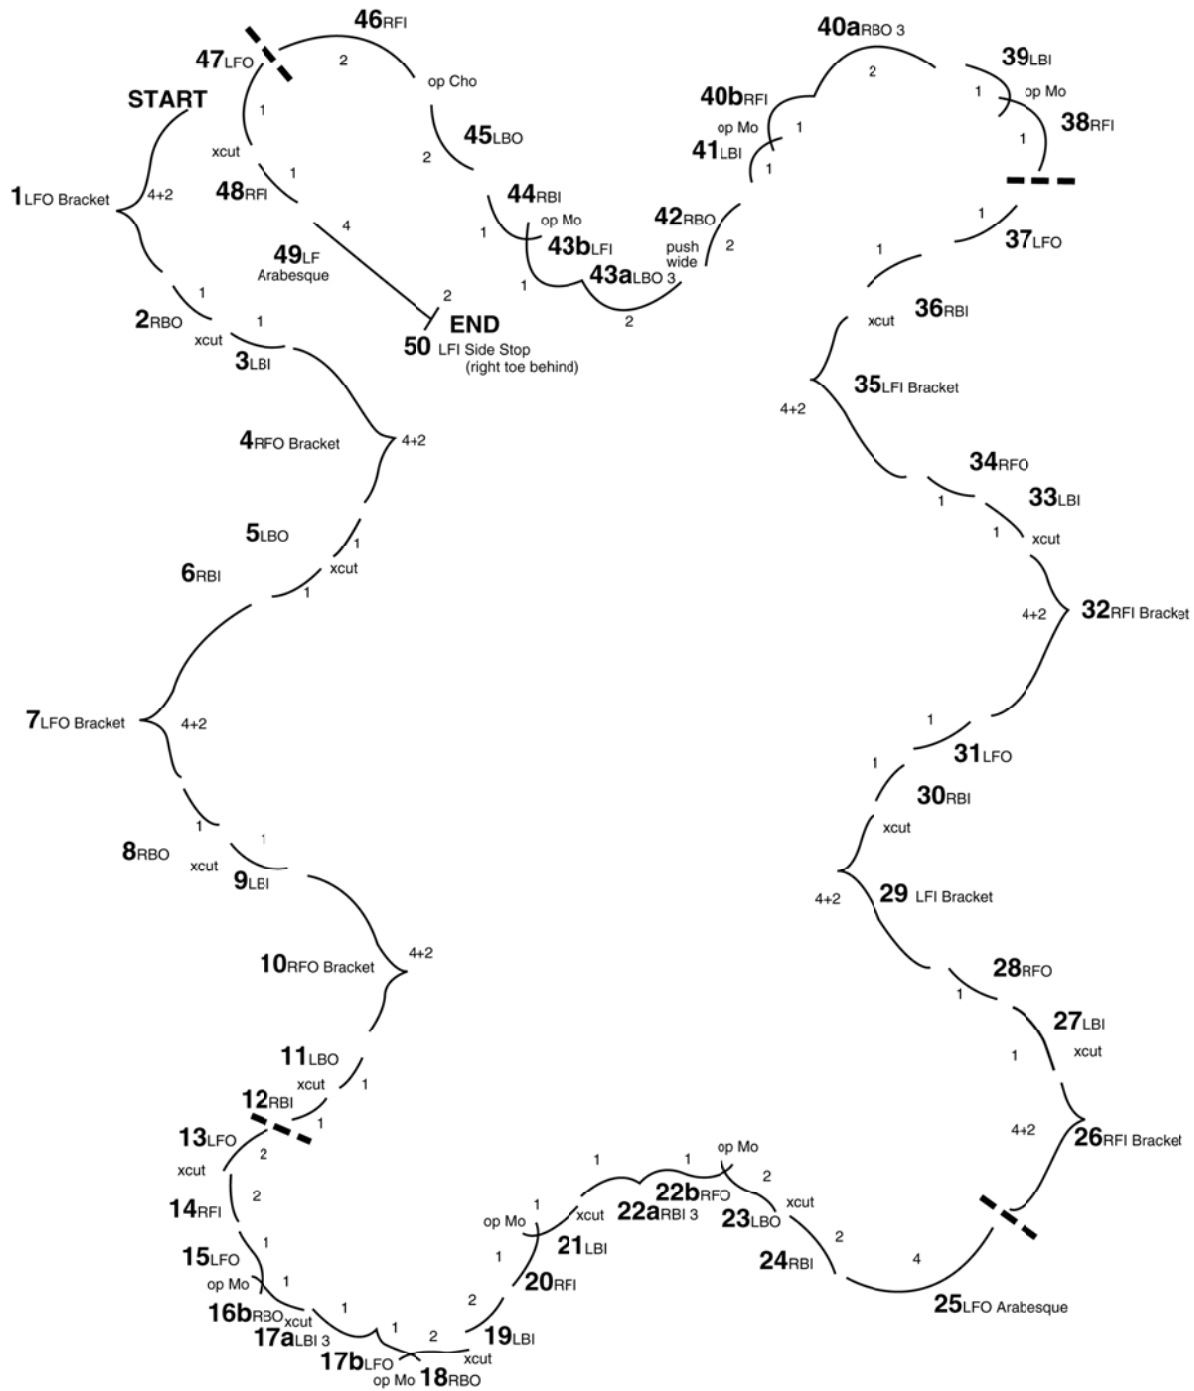 START
1LFO Bracket
4+2
2RBO
1
xcut
3LBI
1
4RFO Bracket
4+2
5LBO
1
xcut
6RBI
1
7LFO Bracket
4+2
8RBO
1
xcut
9LBI
1
10RFO Bracket
4+2
11LBO
1
xcut
12RBI
1
13LFO
2
xcut
14RFI
2
15LFO
1
op Mo
16bRBO
1
xcut
17aLBI 3
1
17bLFO
1
op Mo
18RBO
2
xcut
19LBI
2
20RFI
1
op Mo
21LBI
1
xcut
22aRBI 3
1
22bRFO
1
op Mo
23LBO
2
xcut
24RBI
2
25LFO Arabesque
4
26RFI Bracket
4+2
27LBI
1
xcut
28RFO
1
29 LFI Bracket
4+2
30RBI
1
xcut
31LFO
1
32RFI Bracket
4+2
33LBI
1
xcut
34RFO
1
35LFI Bracket
4+2
36RBI
1
xcut
37LFO
1
38RFI
1
op Mo
39LBI
1
40aRBO 3
2
40bRFI
1
op Mo
41LBI
1
42RBO
2
push
wide
43aLBO 3
2
43bLFI
1
op Mo
44RBI
1
45LBO
2
op Cho
46RFI
2
47LFO
1
xcut
48RFI
1
49LF
Arabesque
4
2
END
50 LFI Side Stop
(right toe behind)